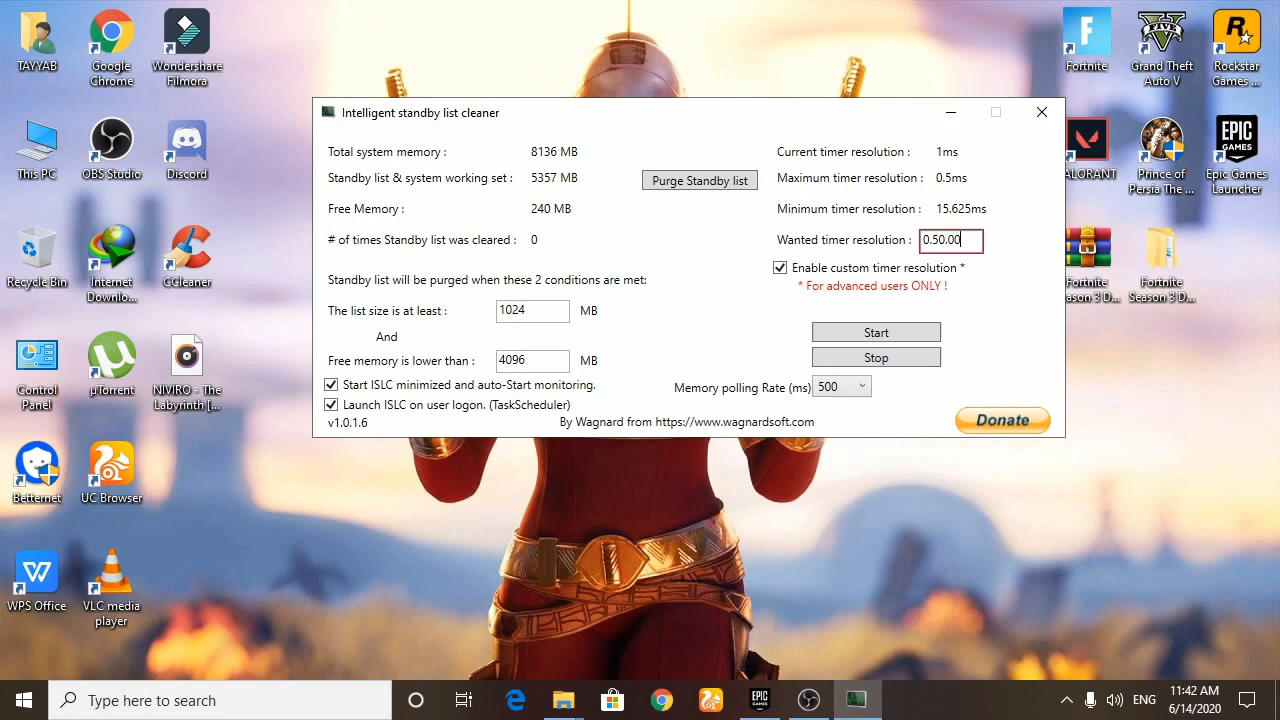 TAYYAB
Google
Chrome
Wondershare
Filmora
This PC
OBS Studio
Discord
Recycle Bin
Internet
Downlo...
CCleaner
Control
Panel
µTorrent
NIVIRO - The
Labyrinth [...
Betternet
UC Browser
WPS Office
VLC media
player
Intelligent standby list cleaner
Total system memory : 8136 MB
Standby list & system working set : 5357 MB
Free Memory : 240 MB
# of times Standby list was cleared : 0
Purge Standby list
Standby list will be purged when these 2 conditions are met:
The list size is at least : 1024 MB
And
Free memory is lower than : 4096 MB
Start ISLC minimized and auto-Start monitoring.
Launch ISLC on user logon. (TaskScheduler)
v1.0.1.6
By Wagnard from https://www.wagnardsoft.com
Current timer resolution : 1ms
Maximum timer resolution : 0.5ms
Minimum timer resolution : 15.625ms
Wanted timer resolution : 0.50.00
Enable custom timer resolution *
* For advanced users ONLY !
Start
Stop
Memory polling Rate (ms) 500
Donate
Fortnite
Grand Theft
Auto V
Rockstar
Games ...
ALORANT
Prince of
Persia The ...
EPIC
GAMES
Epic Games
Launcher
Fortnite
eason 3 D...
Fortnite
Season 3 D...
Type here to search
EPIC
GAMES
ENG
11:42 AM
6/14/2020